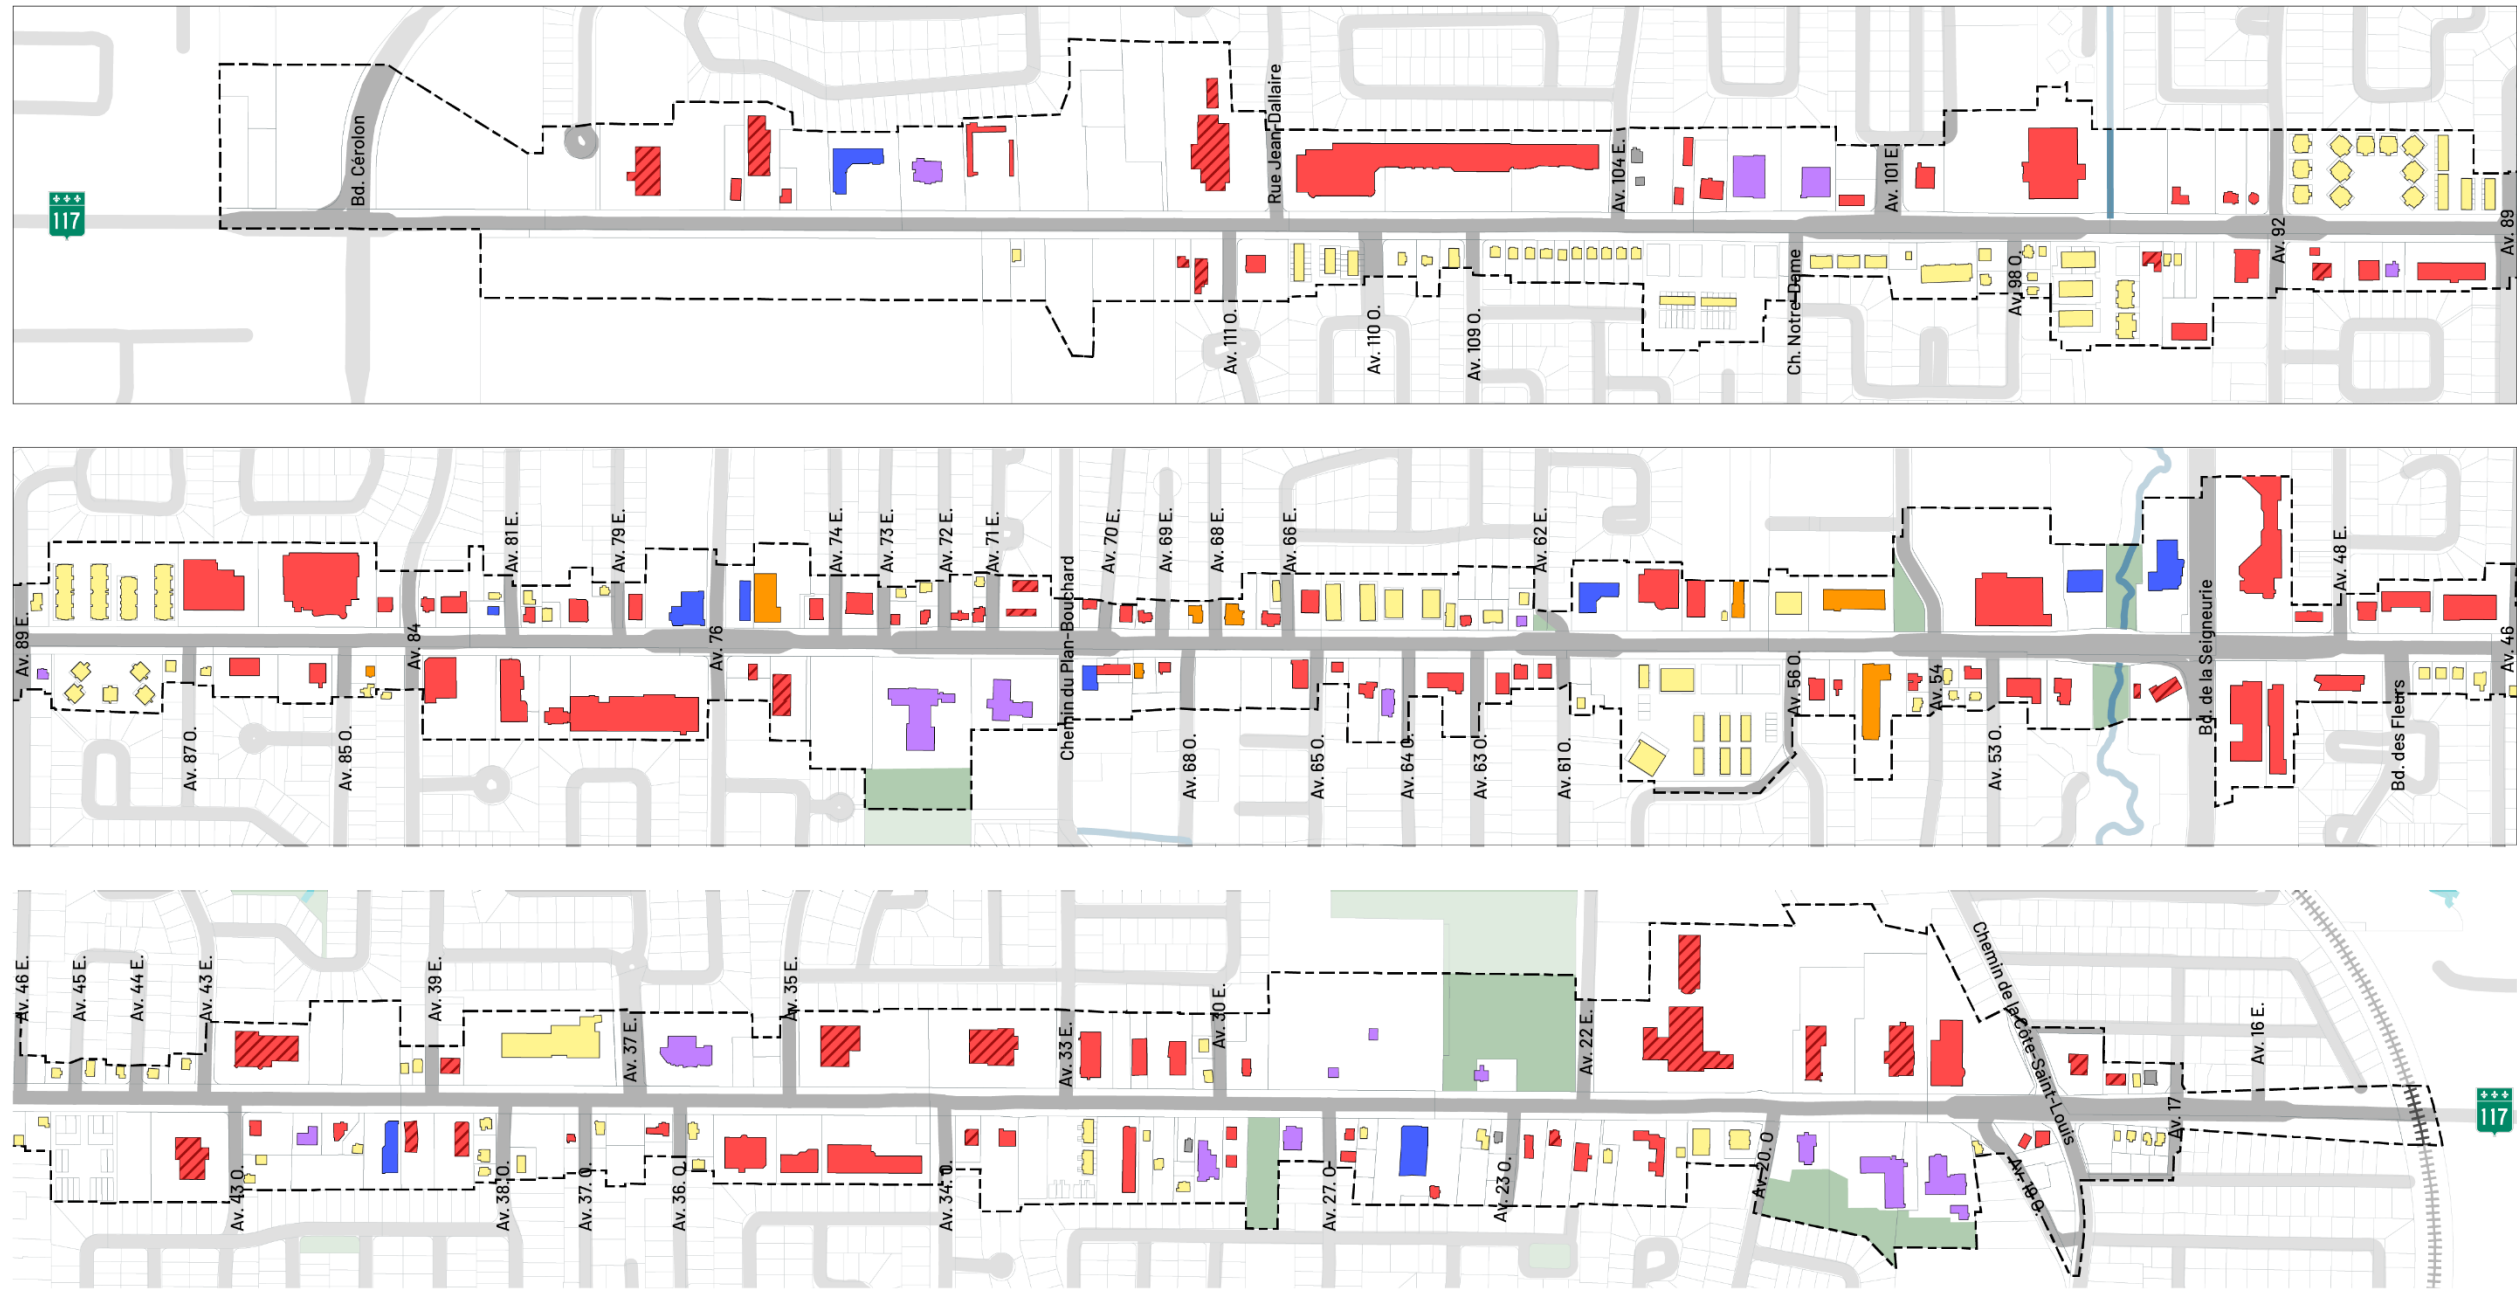 117
Bd. Cérolon
Rue Jean-Dallaire
Av. 104 E.
Av. 101 E.
Av. 92
Av. 89
Av. 111 O.
Av. 110 O.
Av. 109 O.
Ch. Notre-Dame
Av. 98 O.
Av. 89 E.
Av. 87 O.
Av. 85 O.
Av. 84
Av. 81 E.
Av. 79 E.
Av. 76
Av. 74 E.
Av. 73 E.
Av. 72 E.
Av. 71 E.
Chemin du Plan-Bouchard
Av. 70 E.
Av. 69 E.
Av. 68 E.
Av. 68 O.
Av. 66 E.
Av. 65 O.
Av. 64 O.
Av. 63 O.
Av. 62 E.
Av. 61 O.
Av. 56 O.
Av. 54
Av. 53 O.
Bd. de la Seigneurie
Av. 48 E.
Bd. des Fleurs
Av. 46
Av. 46 E.
Av. 45 E.
Av. 44 E.
Av. 43 E.
Av. 43 O.
Av. 39 E.
Av. 38 O.
Av. 37 O.
Av. 37 E.
Av. 36 O.
Av. 35 E.
Av. 34. O.
Av. 33 E.
Av. 30 E.
Av. 27 O.
Av. 23 O.
Av. 22 E.
Av. 20. O
Chemin de la Côte-Saint-Louis
Av. 18 O.
Av. 17
Av. 16 E.
117